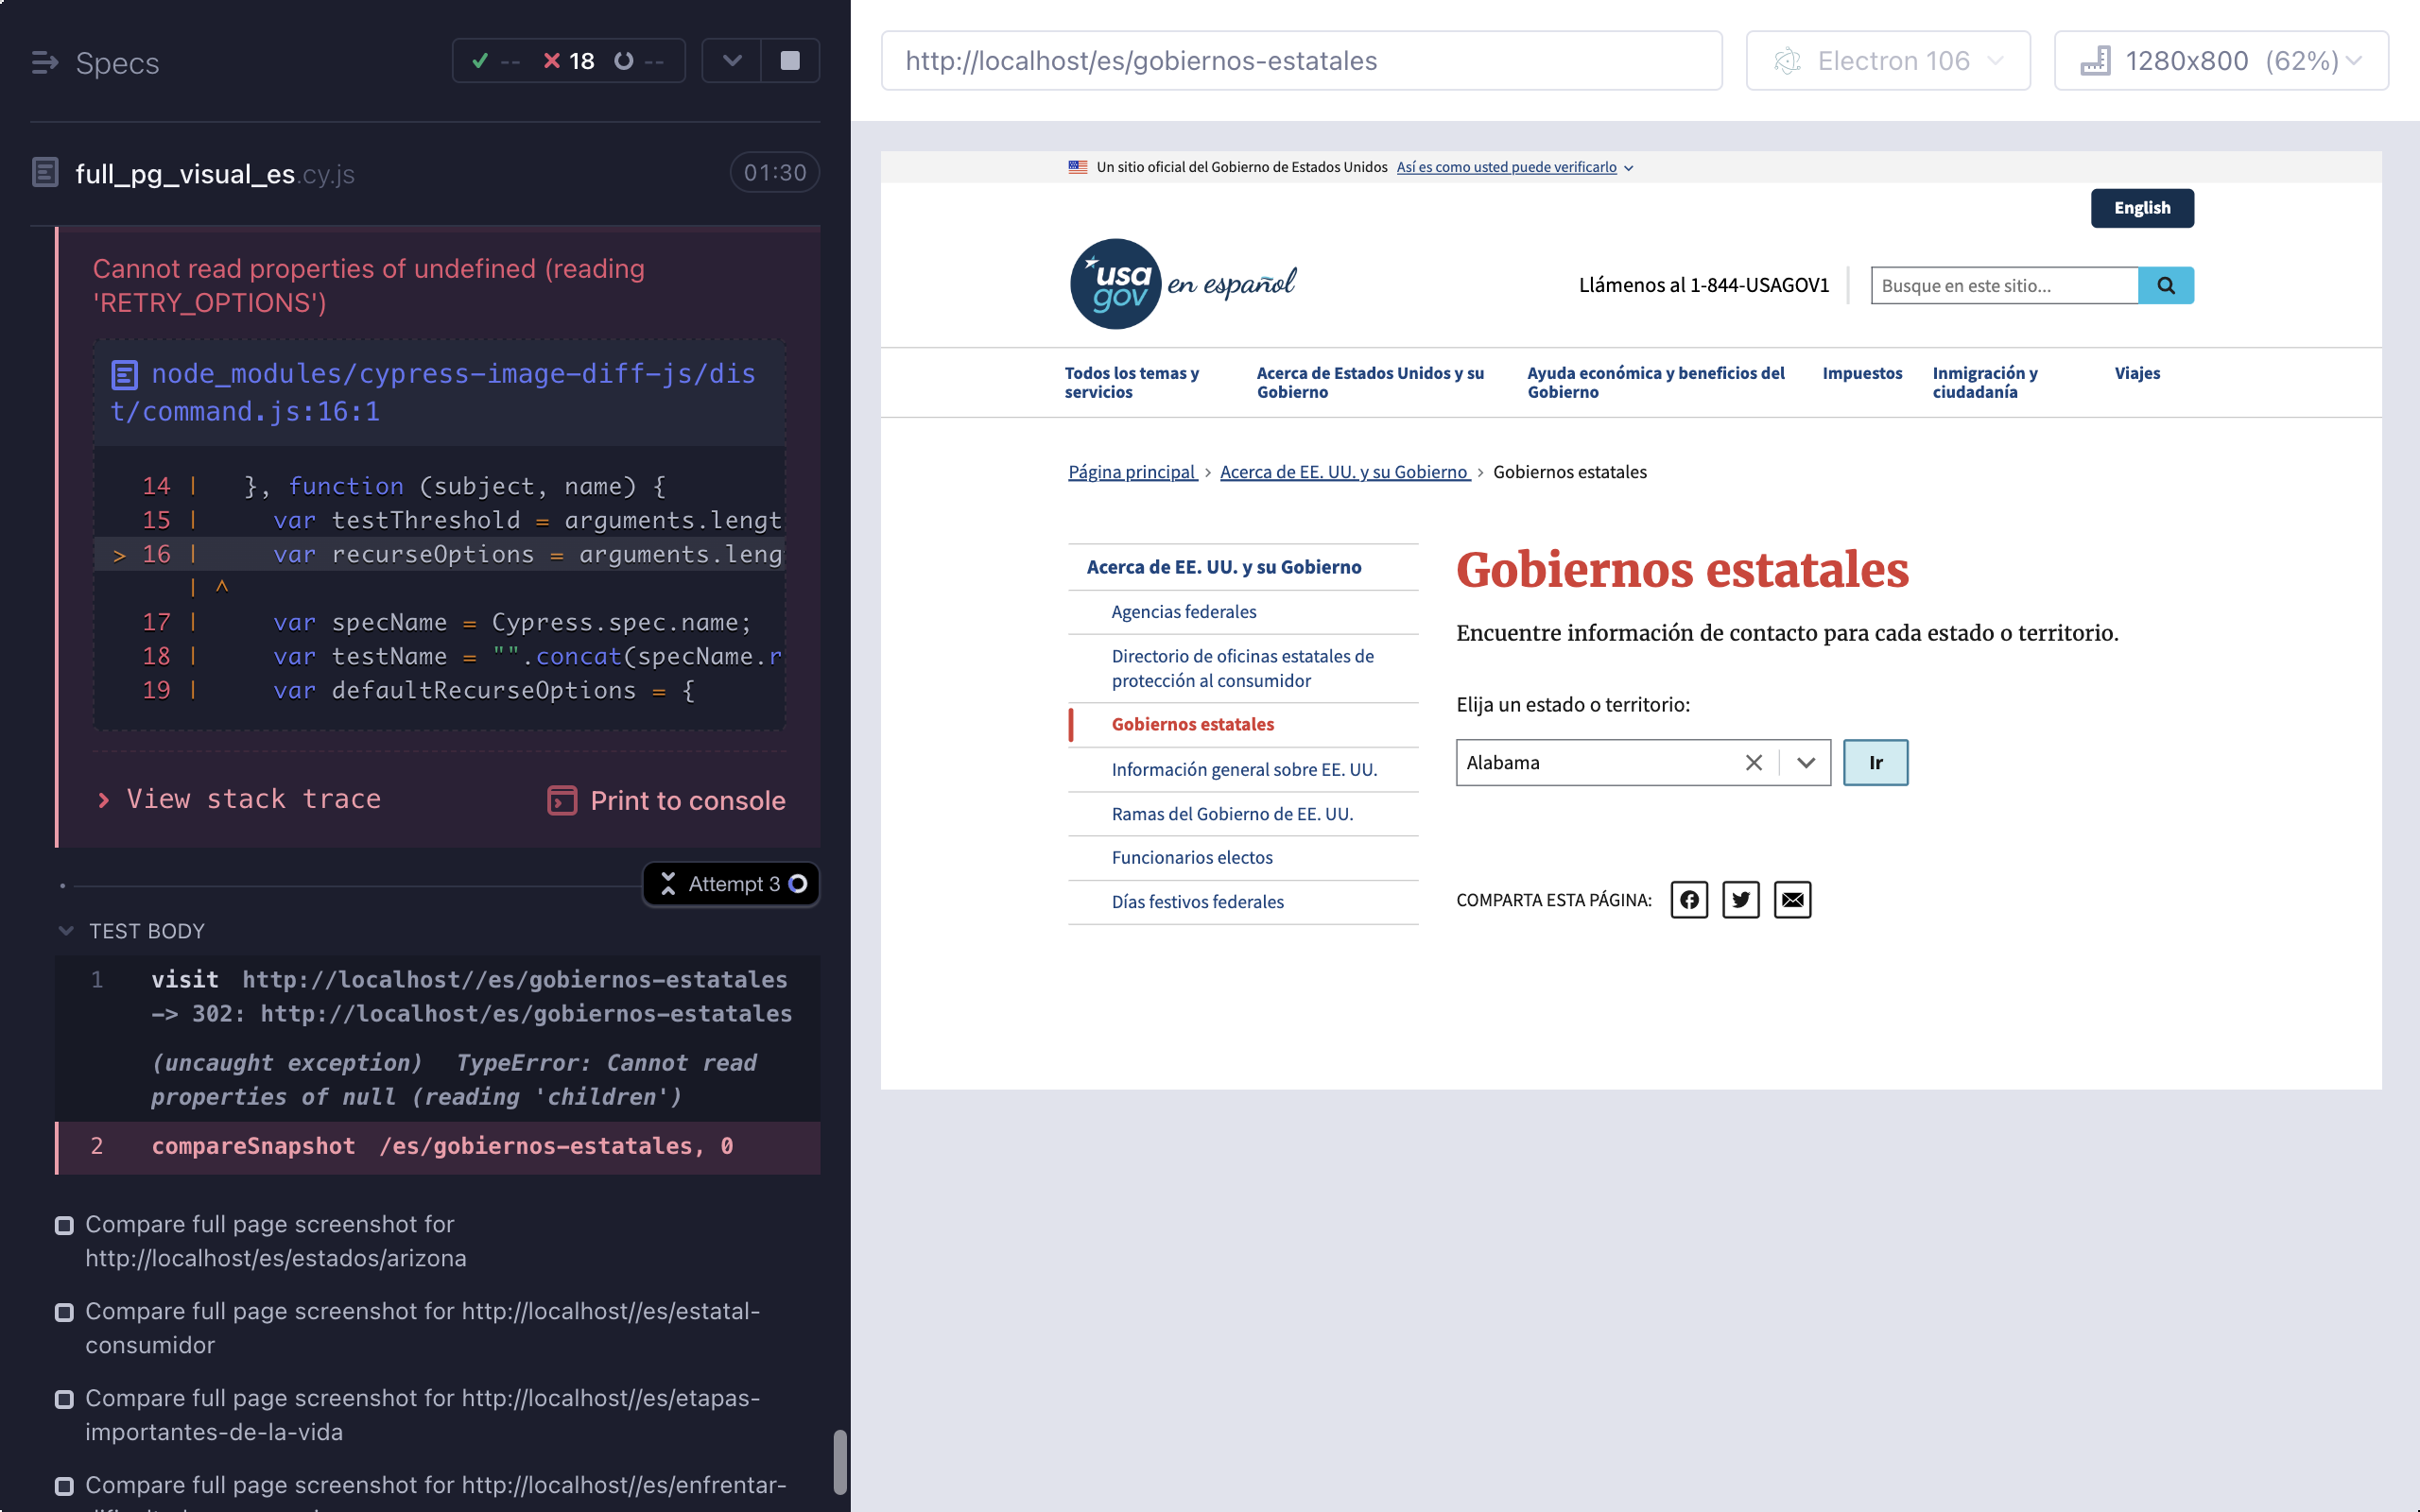 Specs
-- 18 --
full_pg_visual_es.cy.js
01:30
Cannot read properties of undefined (reading
'RETRY_OPTIONS')
node_modules/cypress-image-diff-js/dis
t/command.js:16:1
14 | }, function (subject, name) {
15 | var testThreshold = arguments.lengt
> 16 | var recurseOptions = arguments.leng
| ^
17 | var specName = Cypress.spec.name;
18 | var testName = "".concat(specName.r
19 | var defaultRecurseOptions = {
View stack trace
Print to console
Attempt 3
TEST BODY
1 visit http://localhost//es/gobiernos-estatales
-> 302: http://localhost/es/gobiernos-estatales
(uncaught exception) TypeError: Cannot read
properties of null (reading 'children')
2 compareSnapshot /es/gobiernos-estatales, 0
Compare full page screenshot for
http://localhost/es/estados/arizona
Compare full page screenshot for http://localhost//es/estatal-
consumidor
Compare full page screenshot for http://localhost//es/etapas-
importantes-de-la-vida
Compare full page screenshot for http://localhost//es/enfrentar-
http://localhost/es/gobiernos-estatales
Electron 106
1280x800 (62%)
Un sitio oficial del Gobierno de Estados Unidos Así es como usted puede verificarlo
English
usa
gov
en español
Llámenos al 1-844-USAGOV1
Busque en este sitio...
Todos los temas y
servicios
Acerca de Estados Unidos y su
Gobierno
Ayuda económica y beneficios del
Gobierno
Impuestos
Inmigración y
ciudadanía
Viajes
Página principal > Acerca de EE. UU. y su Gobierno > Gobiernos estatales
Acerca de EE. UU. y su Gobierno
Agencias federales
Directorio de oficinas estatales de
protección al consumidor
Gobiernos estatales
Información general sobre EE. UU.
Ramas del Gobierno de EE. UU.
Funcionarios electos
Días festivos federales
Gobiernos estatales
Encuentre información de contacto para cada estado o territorio.
Elija un estado o territorio:
Alabama
Ir
COMPARTA ESTA PÁGINA: